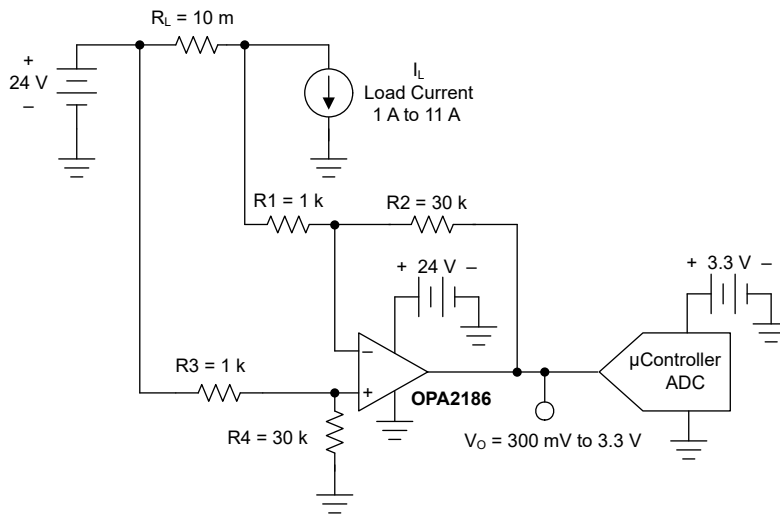 R_L = 10 m
+
24 V
–
I_L
Load Current
1 A to 11 A
R1 = 1 k
R2 = 30 k
+ 24 V –
+ 3.3 V –
R3 = 1 k
–
+
OPA2186
µController
ADC
R4 = 30 k
V_O = 300 mV to 3.3 V